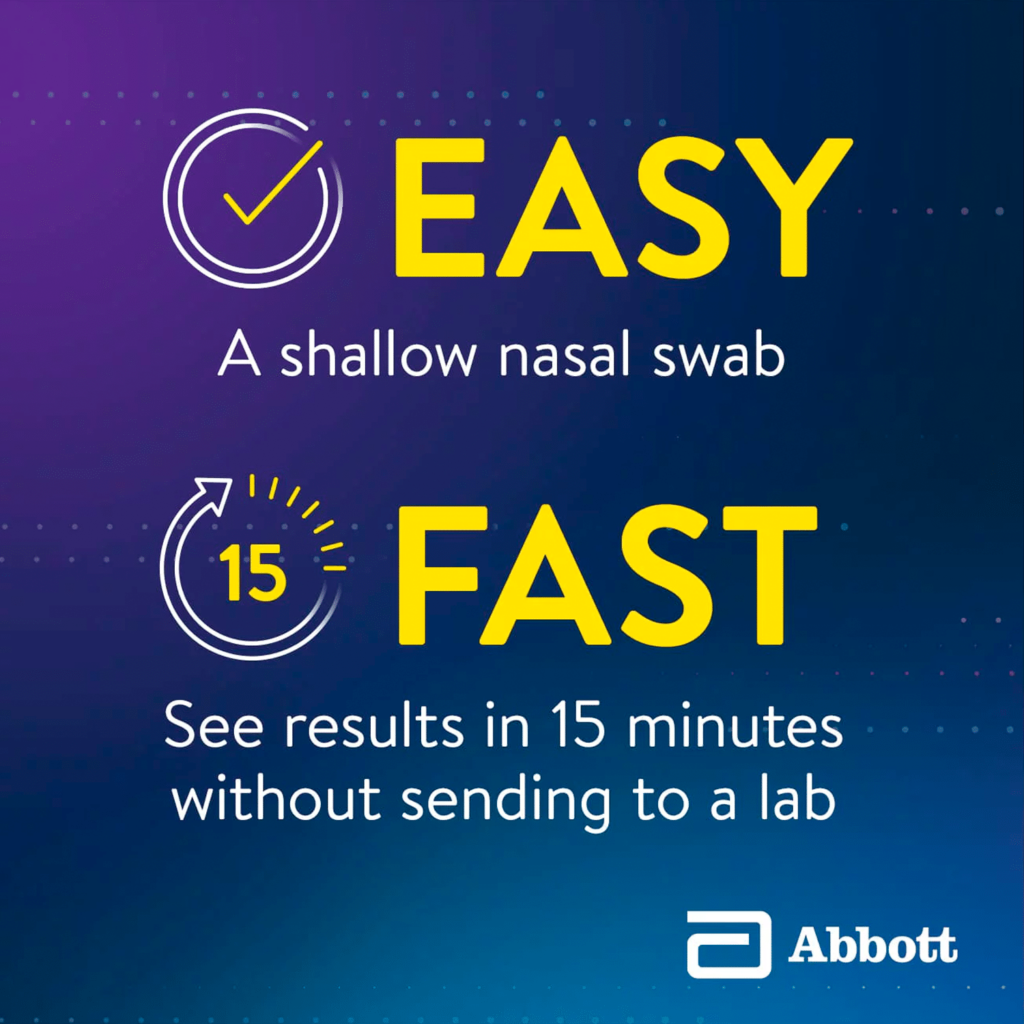 EASY
A shallow nasal swab
15
FAST
See results in 15 minutes
without sending to a lab
Abbott